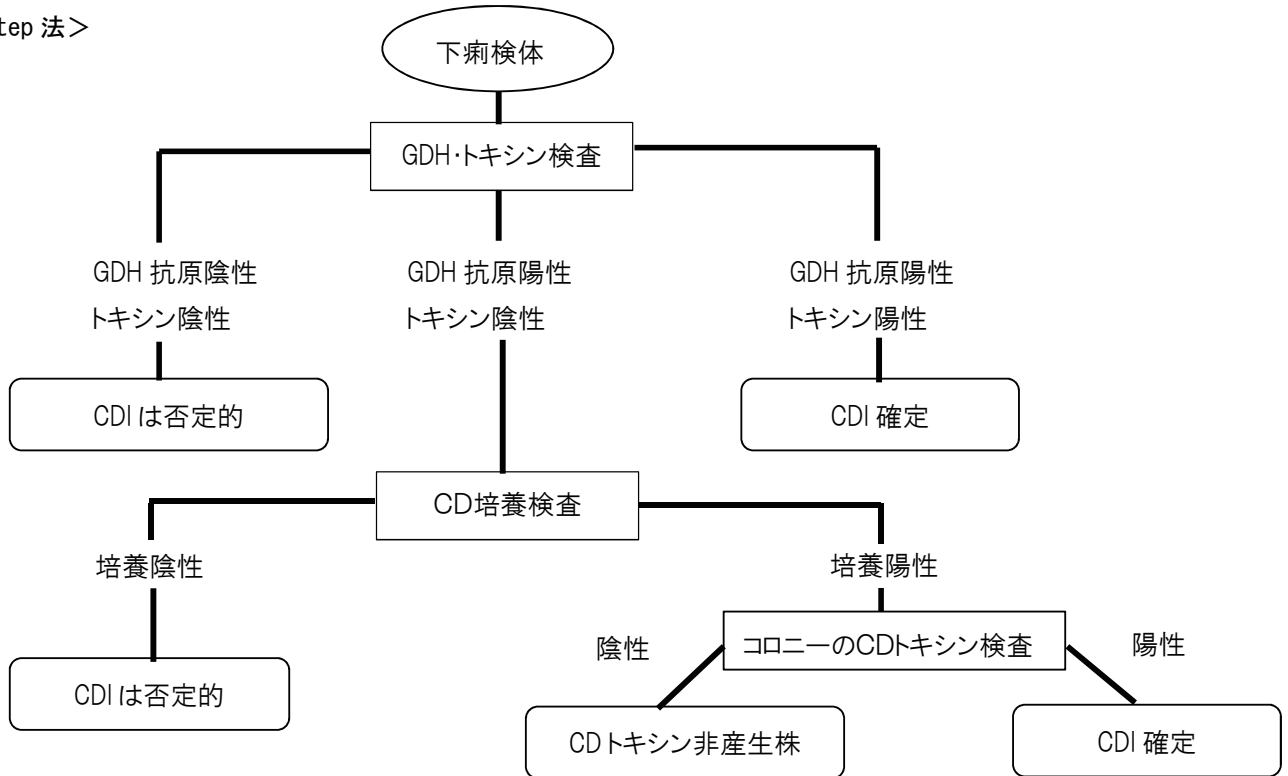 tep 法＞
下痢検体
GDH・トキシン検査
GDH 抗原陰性
トキシン陰性
GDH 抗原陽性
トキシン陰性
GDH 抗原陽性
トキシン陽性
CDI は否定的
CDI 確定
CD培養検査
培養陰性
培養陽性
CDI は否定的
陰性
コロニーのCDトキシン検査
陽性
CDトキシン非産生株
CDI 確定